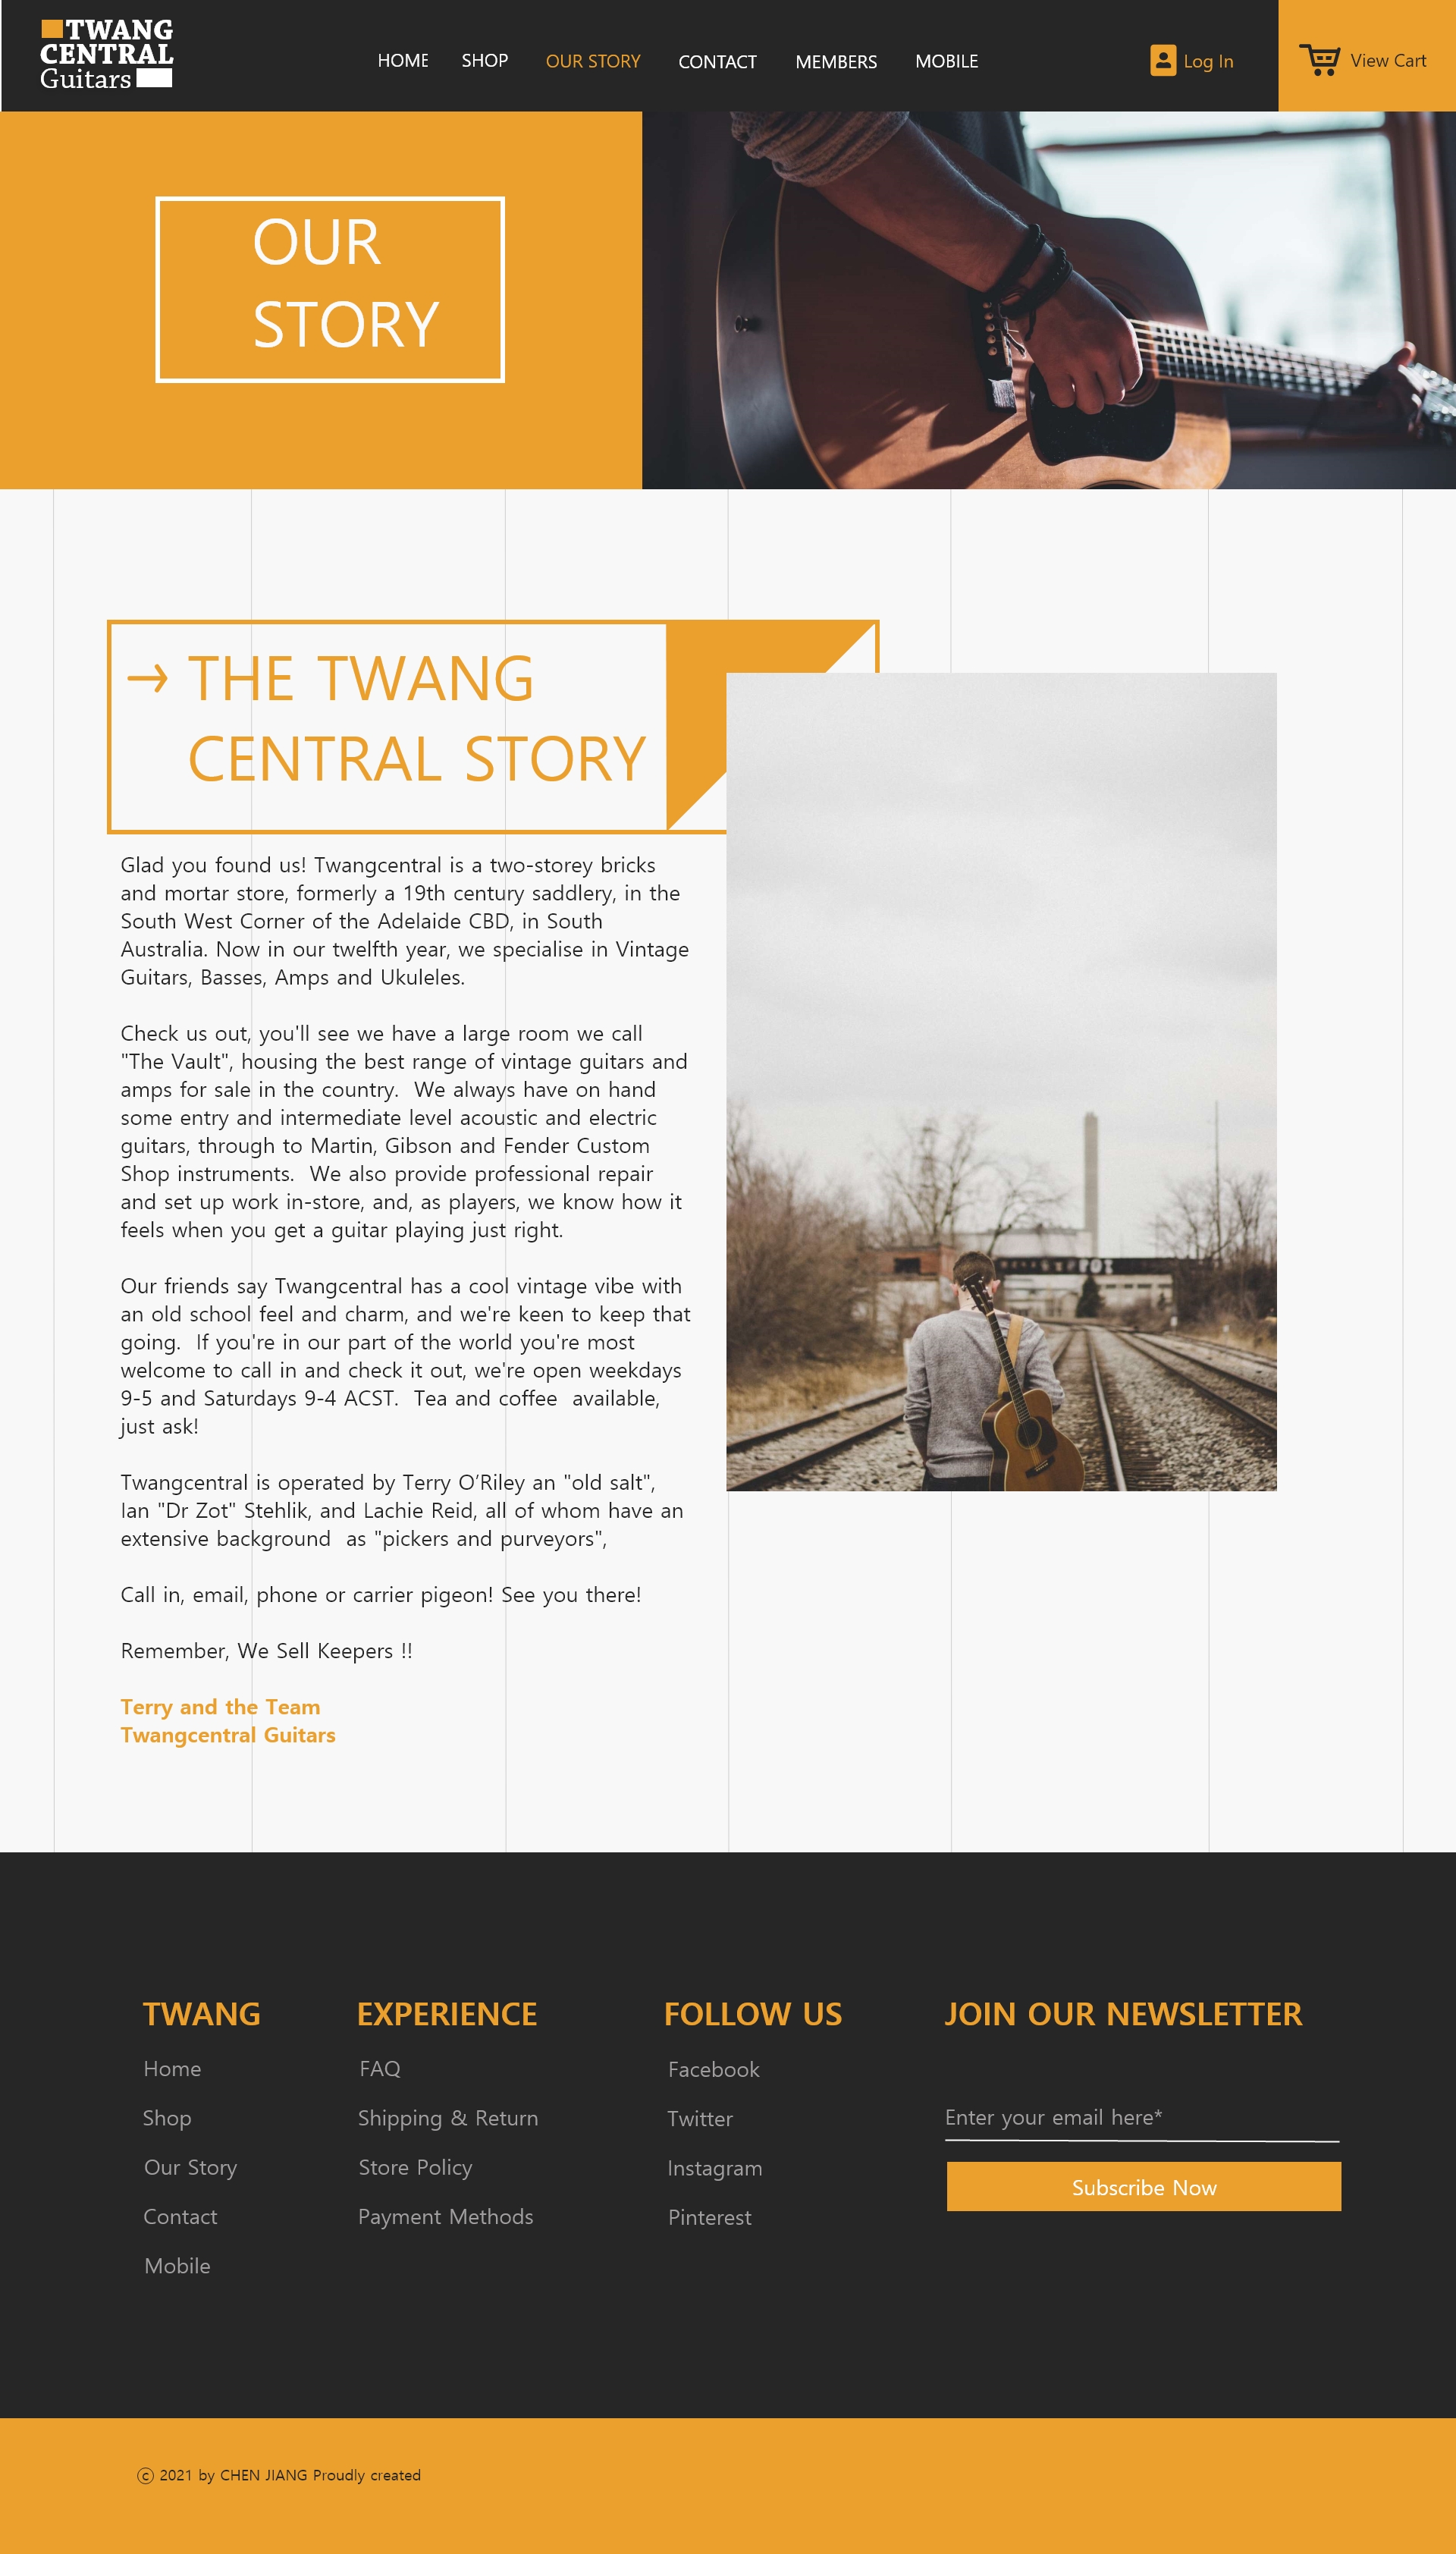 TWANG
CENTRAL
Guitars
HOME SHOP OUR STORY CONTACT MEMBERS MOBILE
Log In
View Cart
OUR
STORY
→ THE TWANG
CENTRAL STORY
Glad you found us! Twangcentral is a two-storey bricks
and mortar store, formerly a 19th century saddlery, in the
South West Corner of the Adelaide CBD, in South
Australia. Now in our twelfth year, we specialise in Vintage
Guitars, Basses, Amps and Ukuleles.
Check us out, you'll see we have a large room we call
"The Vault", housing the best range of vintage guitars and
amps for sale in the country.  We always have on hand
some entry and intermediate level acoustic and electric
guitars, through to Martin, Gibson and Fender Custom
Shop instruments.  We also provide professional repair
and set up work in-store, and, as players, we know how it
feels when you get a guitar playing just right.
Our friends say Twangcentral has a cool vintage vibe with
an old school feel and charm, and we're keen to keep that
going.  If you're in our part of the world you're most
welcome to call in and check it out, we're open weekdays
9-5 and Saturdays 9-4 ACST.  Tea and coffee  available,
just ask!
Twangcentral is operated by Terry O’Riley an "old salt",
Ian "Dr Zot" Stehlik, and Lachie Reid, all of whom have an
extensive background  as "pickers and purveyors",
Call in, email, phone or carrier pigeon! See you there!
Remember, We Sell Keepers !!
Terry and the Team
Twangcentral Guitars
TWANG
Home
Shop
Our Story
Contact
Mobile
EXPERIENCE
FAQ
Shipping & Return
Store Policy
Payment Methods
FOLLOW US
Facebook
Twitter
Instagram
Pinterest
JOIN OUR NEWSLETTER
Enter your email here*
Subscribe Now
ⓒ 2021 by CHEN JIANG Proudly created